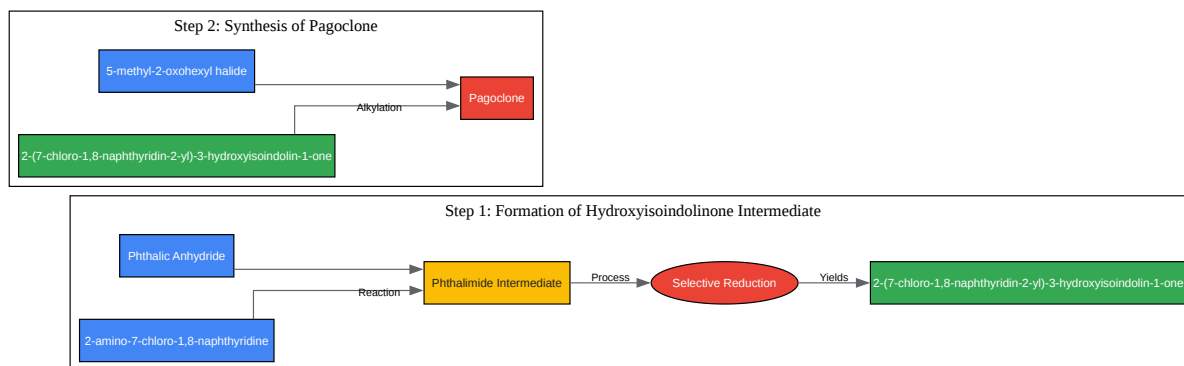 Step 2: Synthesis of Pagoclone
5-methyl-2-oxohexyl halide
Pagoclone
Alkylation
2-(7-chloro-1,8-naphthyridin-2-yl)-3-hydroxyisoindolin-1-one
Step 1: Formation of Hydroxyisoindolinone Intermediate
Phthalic Anhydride
Phthalimide Intermediate
Process
Selective Reduction
Yields
2-(7-chloro-1,8-naphthyridin-2-yl)-3-hydroxyisoindolin-1-one
Reaction
2-amino-7-chloro-1,8-naphthyridine